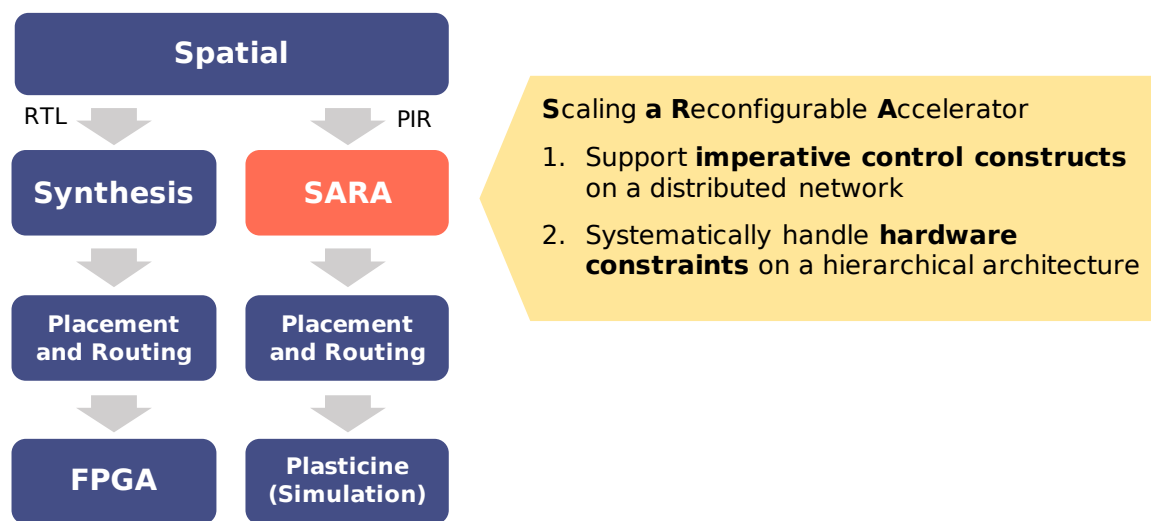 Spatial
RTL
PIR
Synthesis
SARA
Placement
and Routing
Placement
and Routing
FPGA
Plasticine
(Simulation)
Scaling a Reconfigurable Accelerator
1. Support imperative control constructs
on a distributed network
2. Systematically handle hardware
constraints on a hierarchical architecture